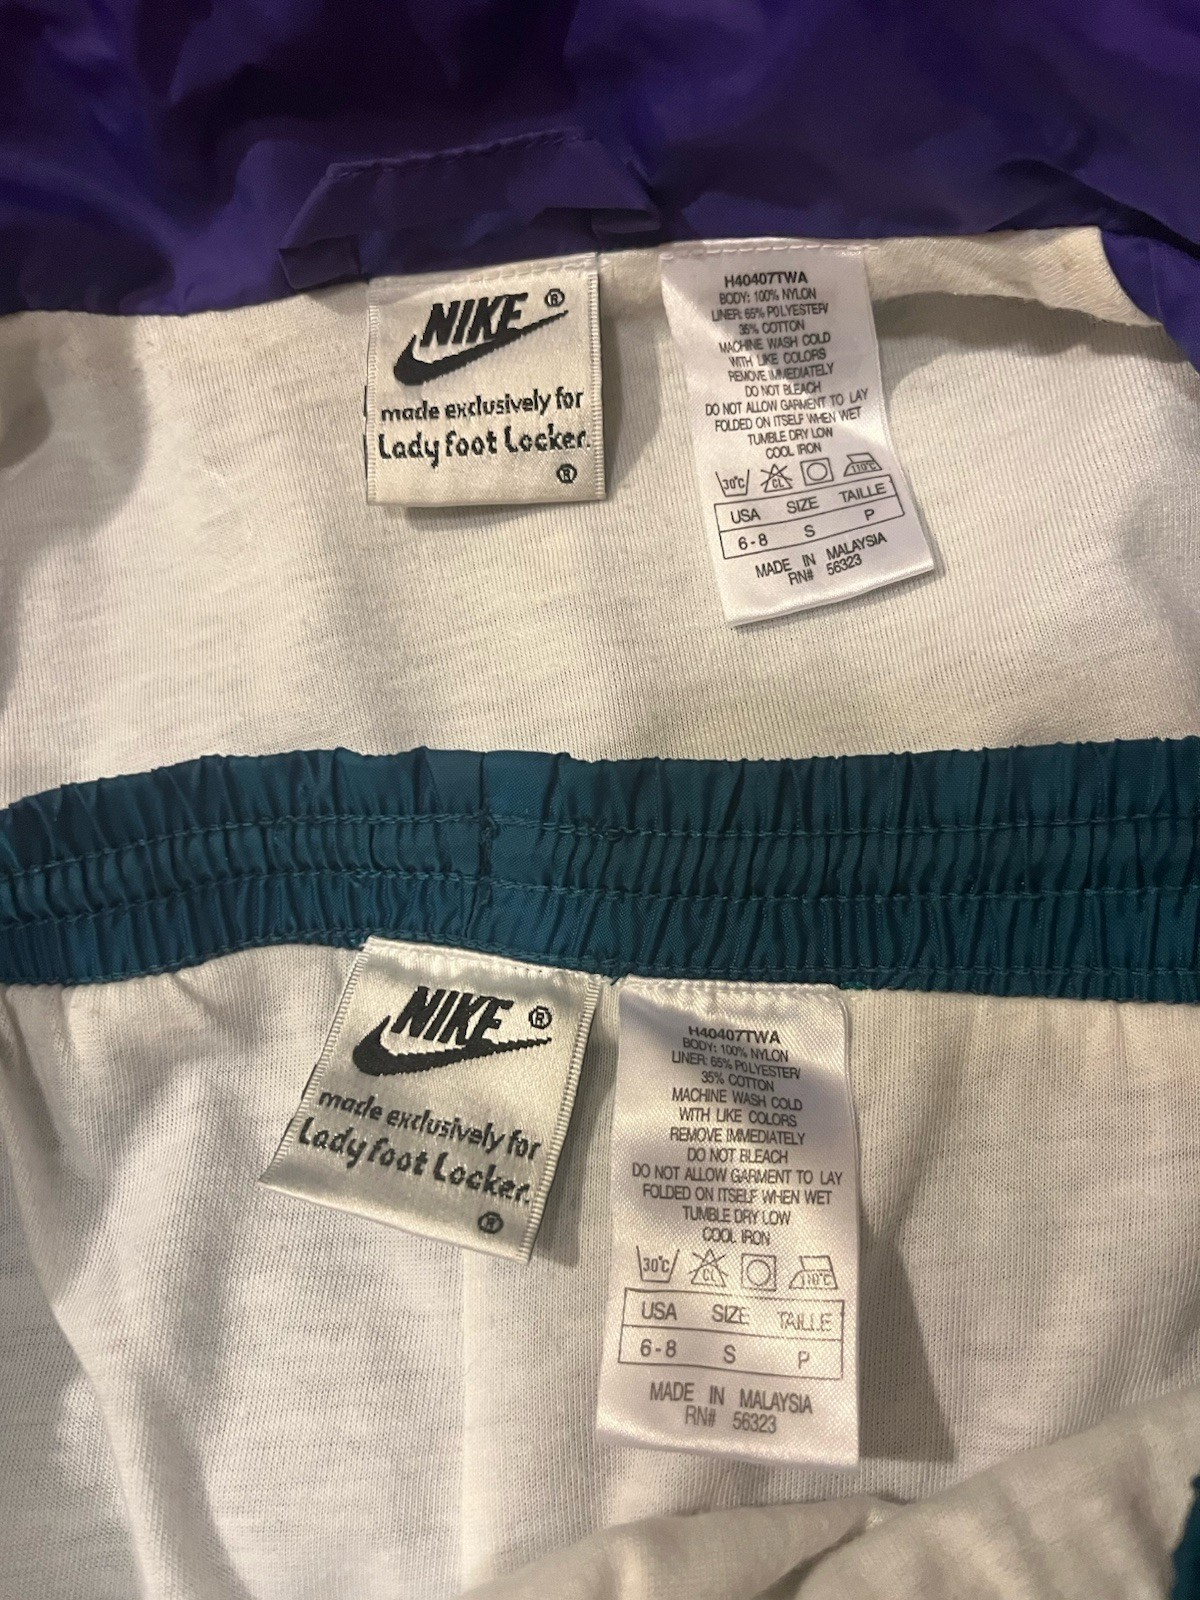 NIKE ®
made exclusively for
Lady foot Locker.
®
H40407TWA
BODY: 100% NYLON
LINER: 65% POLYESTER/
35% COTTON
MACHINE WASH COLD
WITH LIKE COLORS
REMOVE IMMEDIATELY
DO NOT BLEACH
DO NOT ALLOW GARMENT TO LAY
FOLDED ON ITSELF WHEN WET
TUMBLE DRY LOW
COOL IRON
30°C CL 110°C
USA SIZE TAILLE
6-8 S P
MADE IN MALAYSIA
RN# 56323
NIKE ®
made exclusively for
Lady foot Locker.
®
H40407TWA
BODY: 100% NYLON
LINER: 65% POLYESTER/
35% COTTON
MACHINE WASH COLD
WITH LIKE COLORS
REMOVE IMMEDIATELY
DO NOT BLEACH
DO NOT ALLOW GARMENT TO LAY
FOLDED ON ITSELF WHEN WET
TUMBLE DRY LOW
COOL IRON
30°C CL 110°C
USA SIZE TAILLE
6-8 S P
MADE IN MALAYSIA
RN# 56323